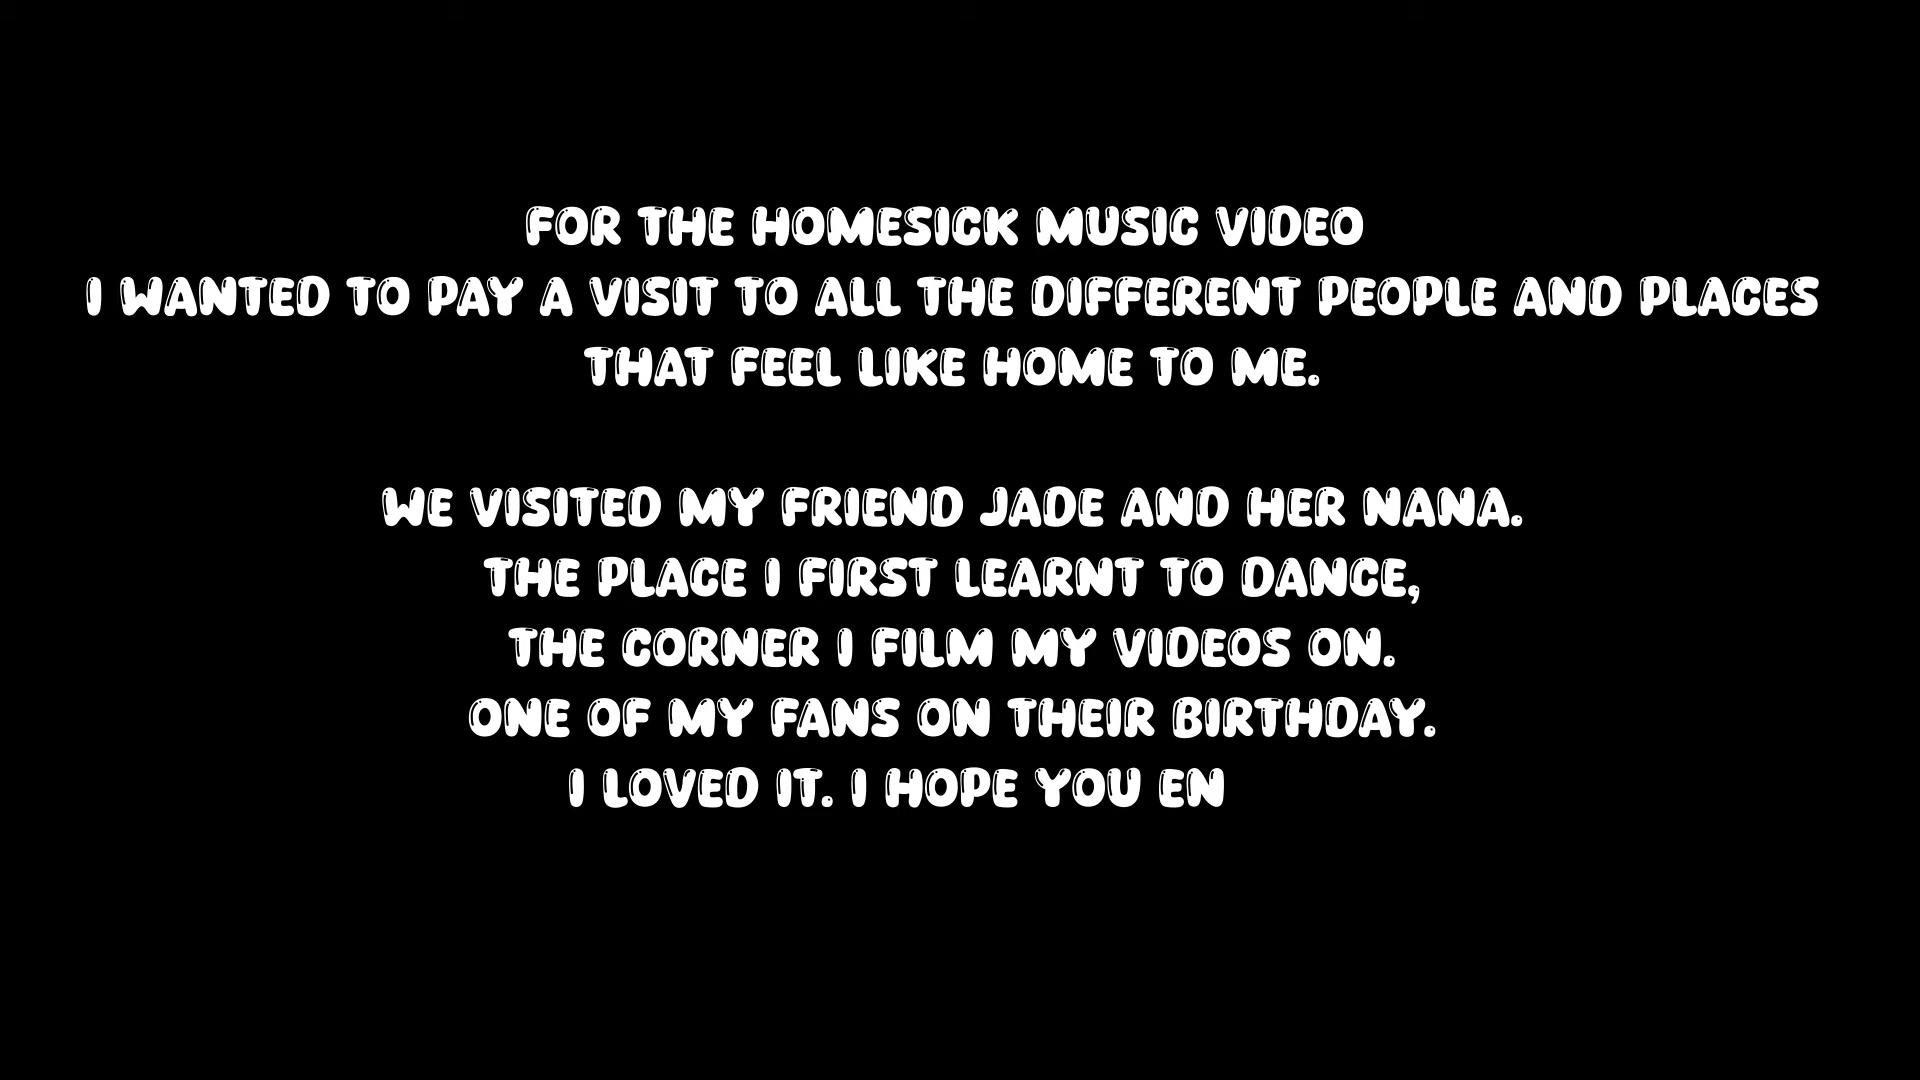 FOR THE HOMESICK MUSIC VIDEO
I WANTED TO PAY A VISIT TO ALL THE DIFFERENT PEOPLE AND PLACES
THAT FEEL LIKE HOME TO ME.
WE VISITED MY FRIEND JADE AND HER NANA.
THE PLACE I FIRST LEARNT TO DANCE,
THE CORNER I FILM MY VIDEOS ON.
ONE OF MY FANS ON THEIR BIRTHDAY.
I LOVED IT. I HOPE YOU EN